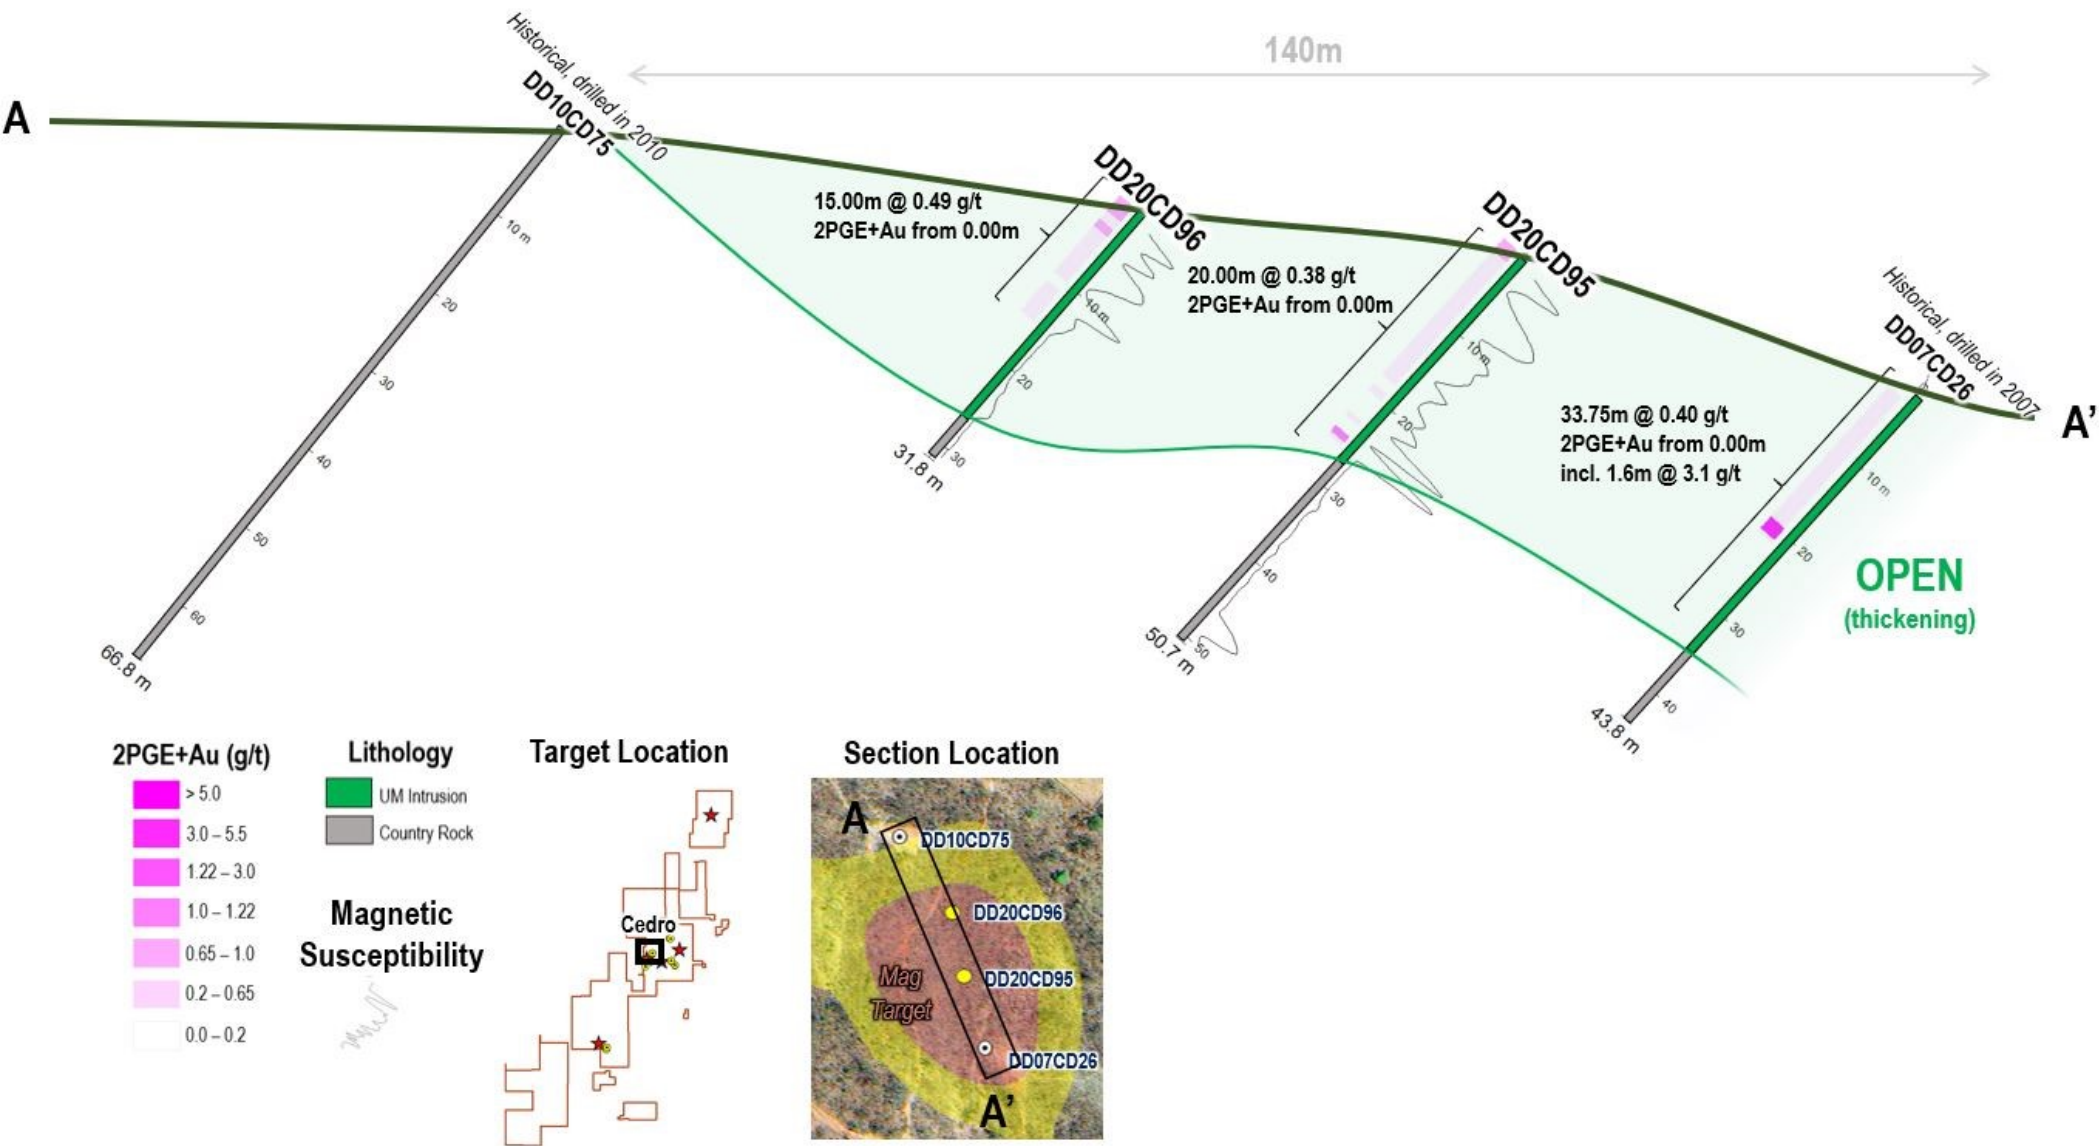 140m
A
Historical, drilled in 2010
DD10CD75
10 m
20
30
40
50
60
66.8 m
15.00m @ 0.49 g/t
2PGE+Au from 0.00m
DD20CD96
10 m
20
30
31.8 m
20.00m @ 0.38 g/t
2PGE+Au from 0.00m
DD20CD95
10 m
20
30
40
50
50.7 m
33.75m @ 0.40 g/t
2PGE+Au from 0.00m
incl. 1.6m @ 3.1 g/t
Historical, drilled in 2007
DD07CD26
10 m
20
30
40
43.8 m
A’
OPEN
(thickening)
2PGE+Au (g/t)
> 5.0
3.0 – 5.5
1.22 – 3.0
1.0 – 1.22
0.65 – 1.0
0.2 – 0.65
0.0 – 0.2
Lithology
UM Intrusion
Country Rock
Magnetic
Susceptibility
Target Location
Cedro
Section Location
A
DD10CD75
DD20CD96
DD20CD95
Mag
Target
DD07CD26
A’